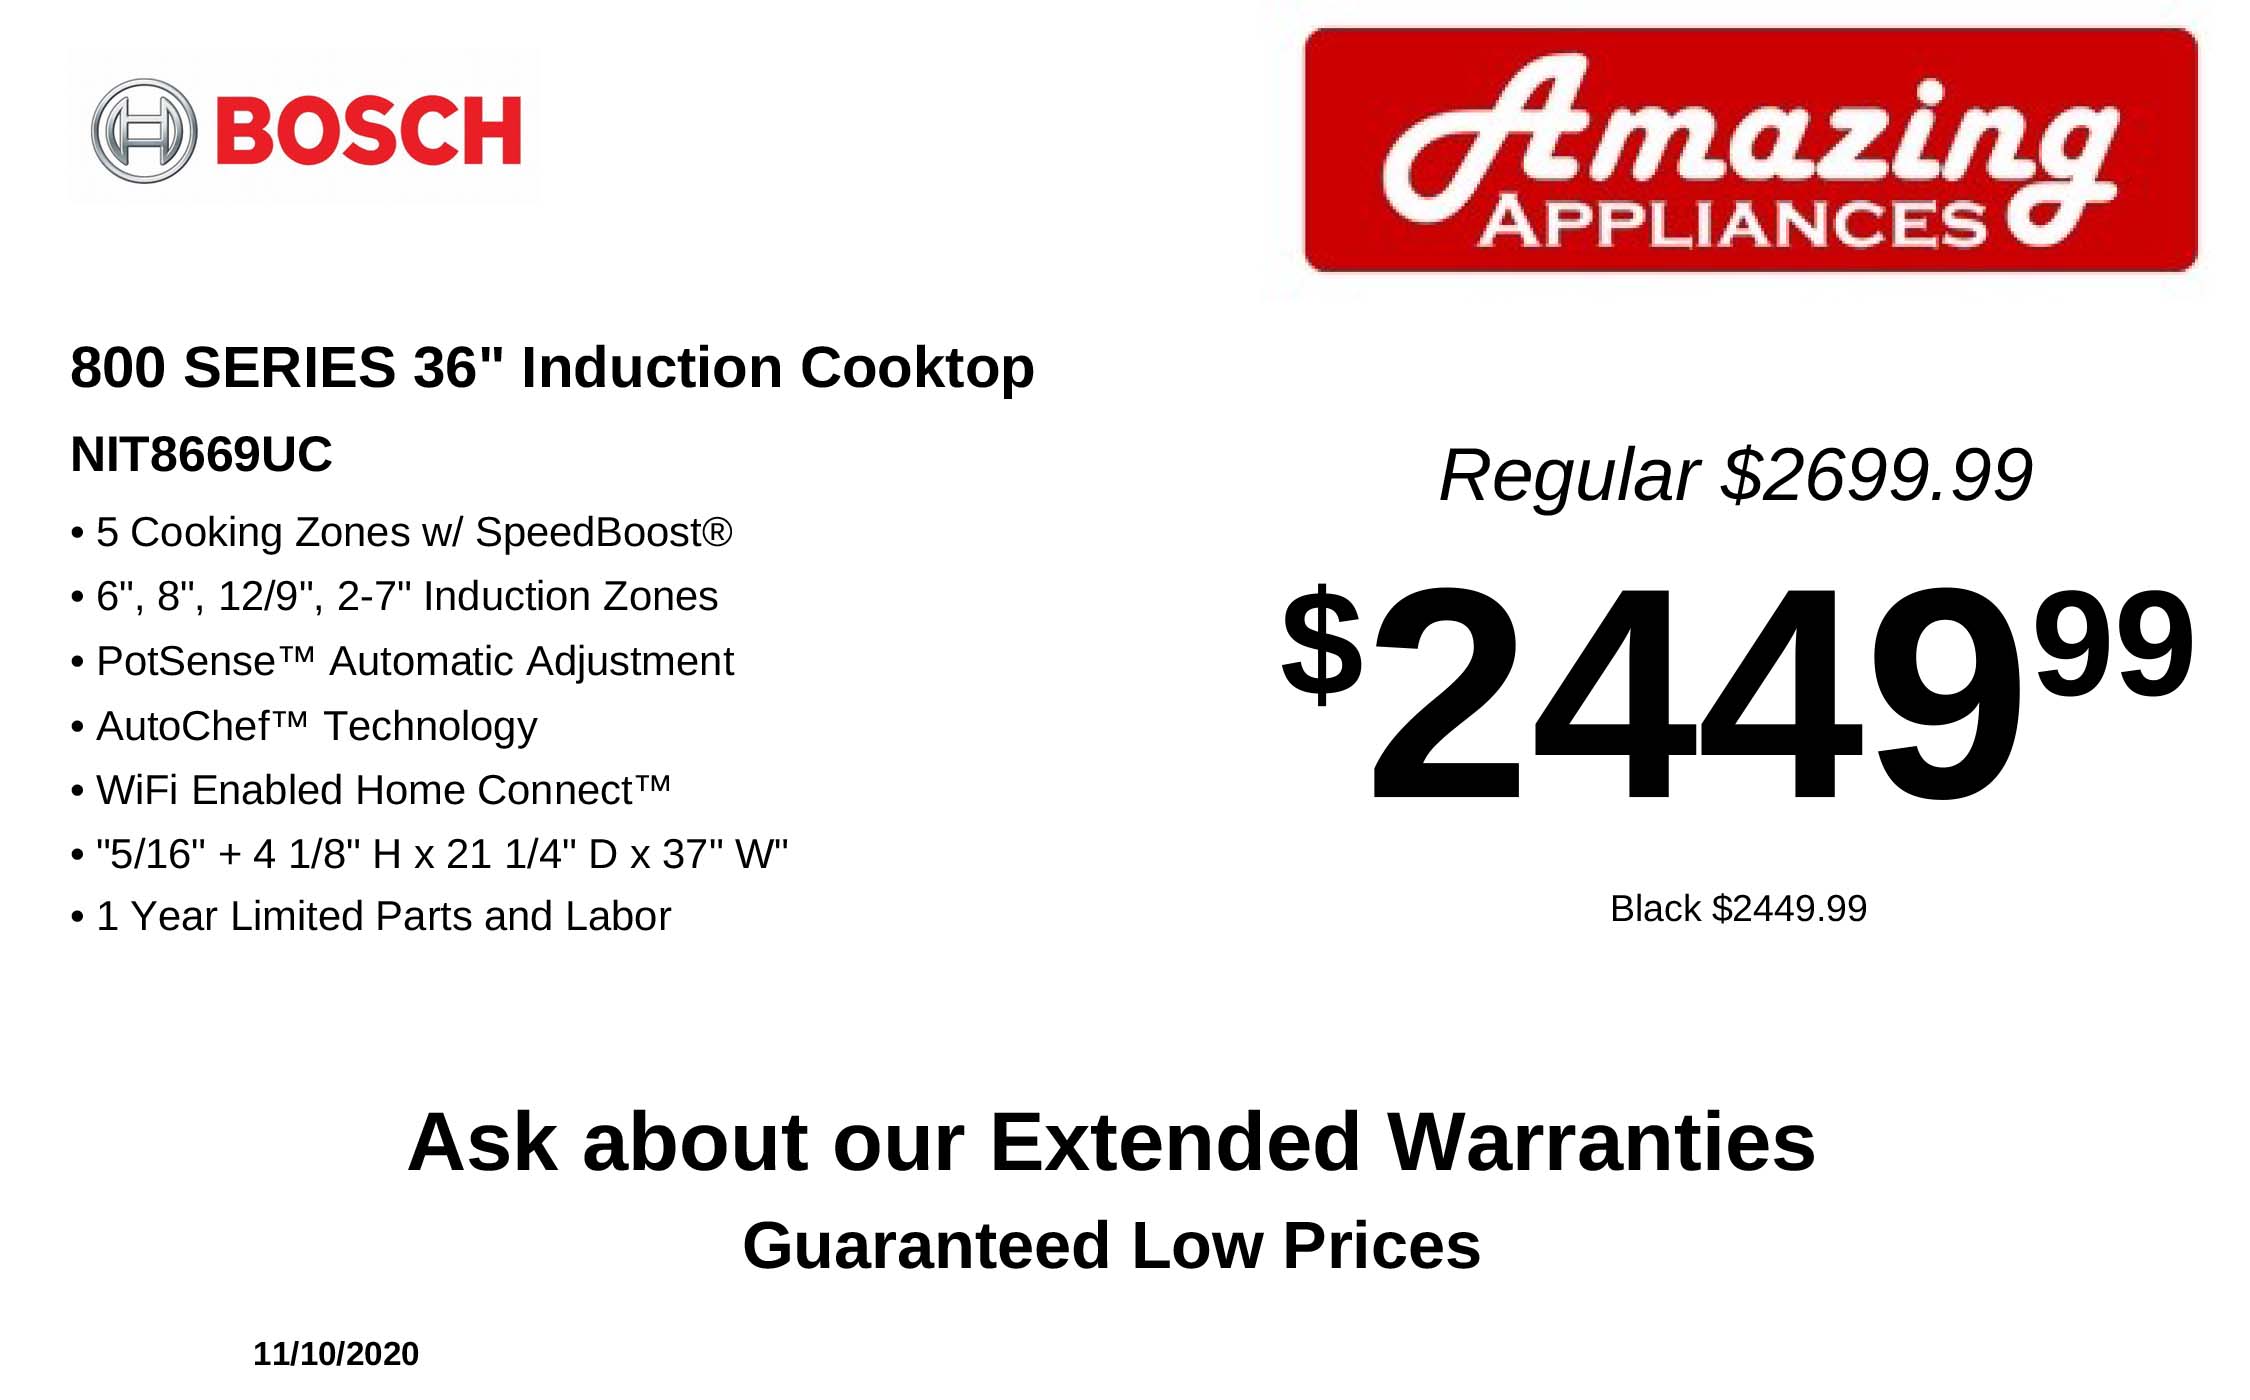 BOSCH
Amazing
APPLIANCES
800 SERIES 36" Induction Cooktop
NIT8669UC
• 5 Cooking Zones w/ SpeedBoost®
• 6", 8", 12/9", 2-7" Induction Zones
• PotSense™ Automatic Adjustment
• AutoChef™ Technology
• WiFi Enabled Home Connect™
• "5/16" + 4 1/8" H x 21 1/4" D x 37" W"
• 1 Year Limited Parts and Labor
Regular $2699.99
$2449 99
Black $2449.99
Ask about our Extended Warranties
Guaranteed Low Prices
11/10/2020